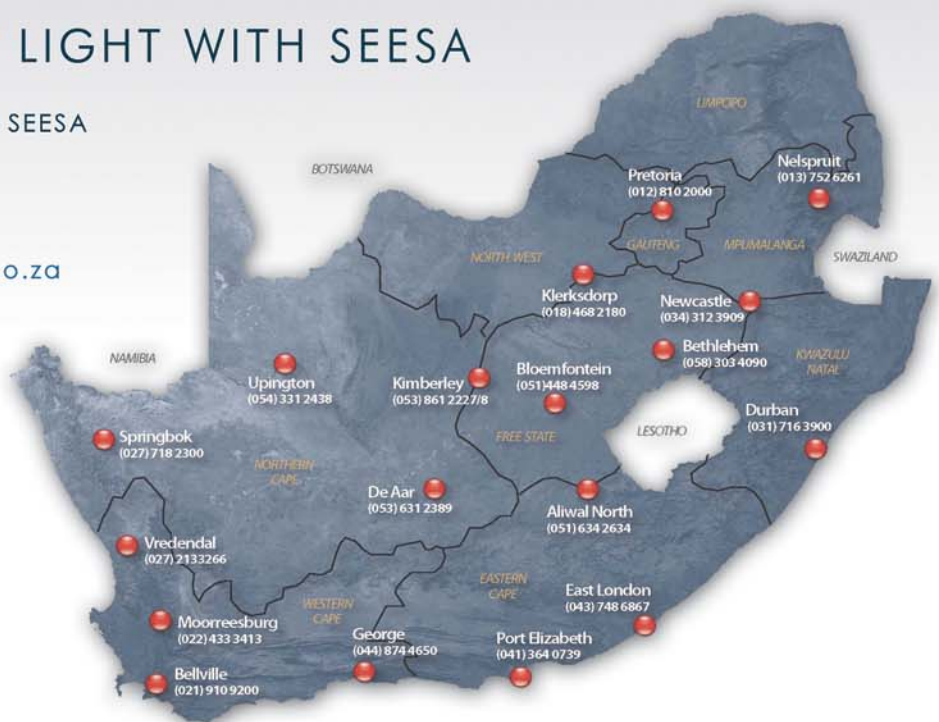 LIGHT WITH SEESA
SEESA
o.za
LIMPOPO
BOTSWANA
Pretoria
(012) 810 2000
Nelspruit
(013) 752 6261
NORTH WEST
GAUTENG
MPUMALANGA
SWAZILAND
Klerksdorp
(018) 468 2180
Newcastle
(034) 312 3909
NAMIBIA
Upington
(054) 331 2438
Kimberley
(053) 861 2227/8
Bloemfontein
(051)448 4598
Bethlehem
(058) 303 4090
KWAZULU
NATAL
Springbok
(027) 718 2300
NORTHERN
CAPE
FREE STATE
LESOTHO
Durban
(031) 716 3900
De Aar
(053) 631 2389
Aliwal North
(051) 634 2634
Vredendal
(027) 2133266
EASTERN
CAPE
WESTERN
CAPE
East London
(043) 748 6867
Moorreesburg
(022) 433 3413
George
(044) 874 4650
Port Elizabeth
(041) 364 0739
Bellville
(021) 910 9200